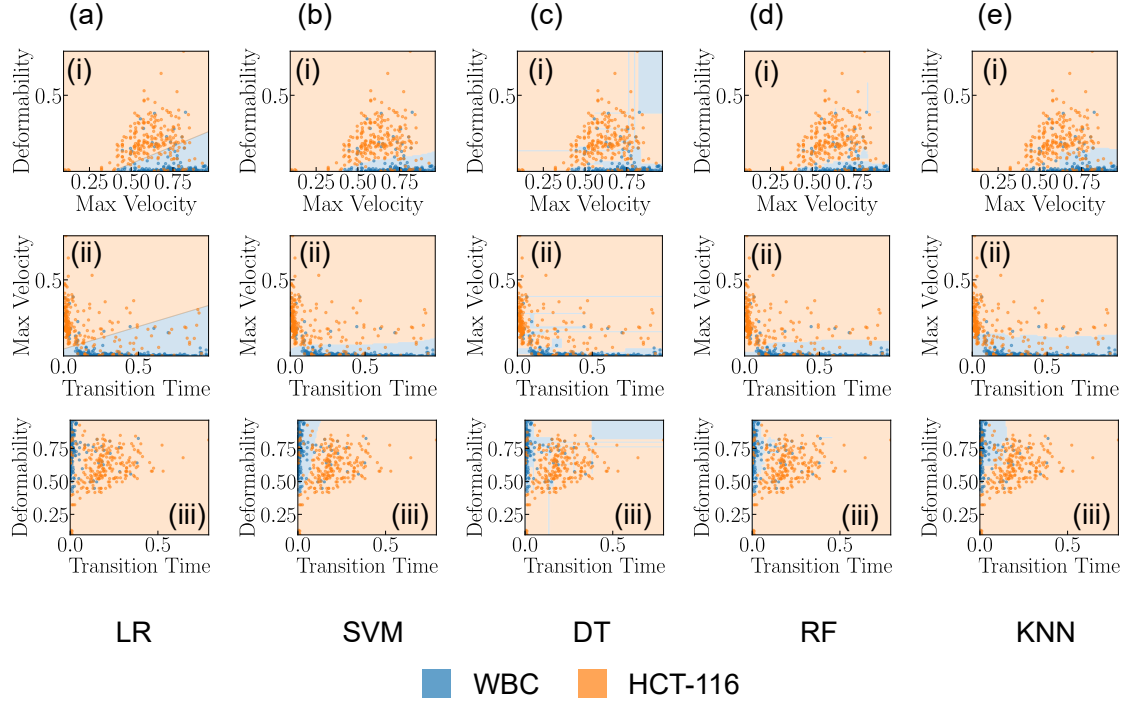 (a) (b) (c) (d) (e)
(i) (i) (i) (i) (i)
Deformability Deformability Deformability Deformability Deformability
0.5 0.5 0.5 0.5 0.5
0.25 0.50 0.75 0.25 0.50 0.75 0.25 0.50 0.75 0.25 0.50 0.75 0.25 0.50 0.75
Max Velocity Max Velocity Max Velocity Max Velocity Max Velocity
(ii) (ii) (ii) (ii) (ii)
Max Velocity Max Velocity Max Velocity Max Velocity Max Velocity
0.5 0.5 0.5 0.5 0.5
0.0 0.5 0.0 0.5 0.0 0.5 0.0 0.5 0.0 0.5
Transition Time Transition Time Transition Time Transition Time Transition Time
Deformability Deformability Deformability Deformability Deformability
0.75 0.75 0.75 0.75 0.75
0.50 0.50 0.50 0.50 0.50
0.25 0.25 0.25 0.25 0.25
(iii) (iii) (iii) (iii) (iii)
0.0 0.5 0.0 0.5 0.0 0.5 0.0 0.5 0.0 0.5
Transition Time Transition Time Transition Time Transition Time Transition Time
LR SVM DT RF KNN
WBC HCT-116